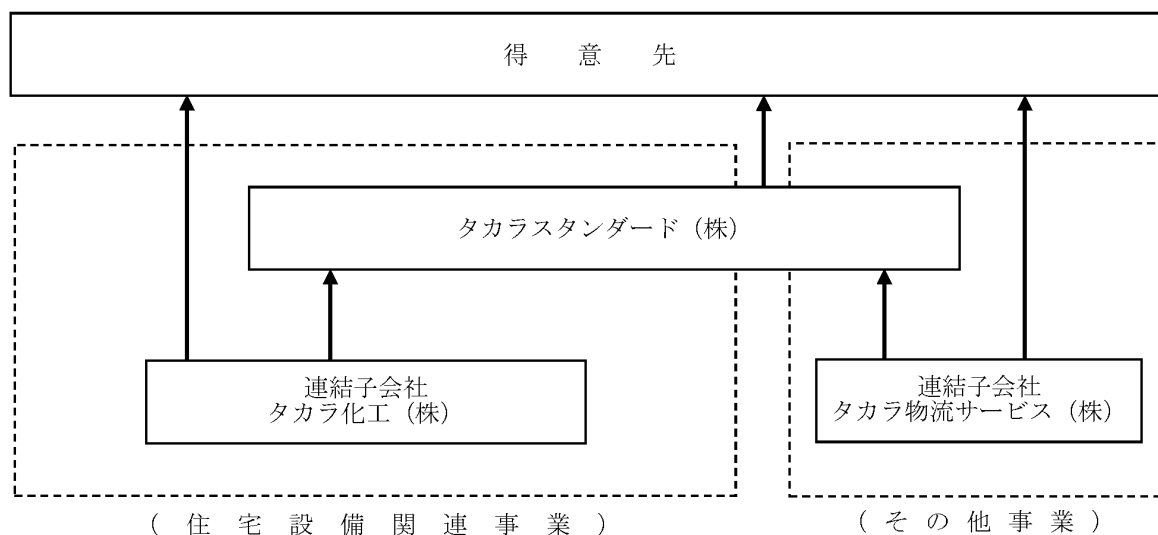 得意先
タカラスタンダード（株）
連結子会社
タカラ化工（株）
連結子会社
タカラ物流サービス（株）
（住宅設備関連事業）
（その他事業）